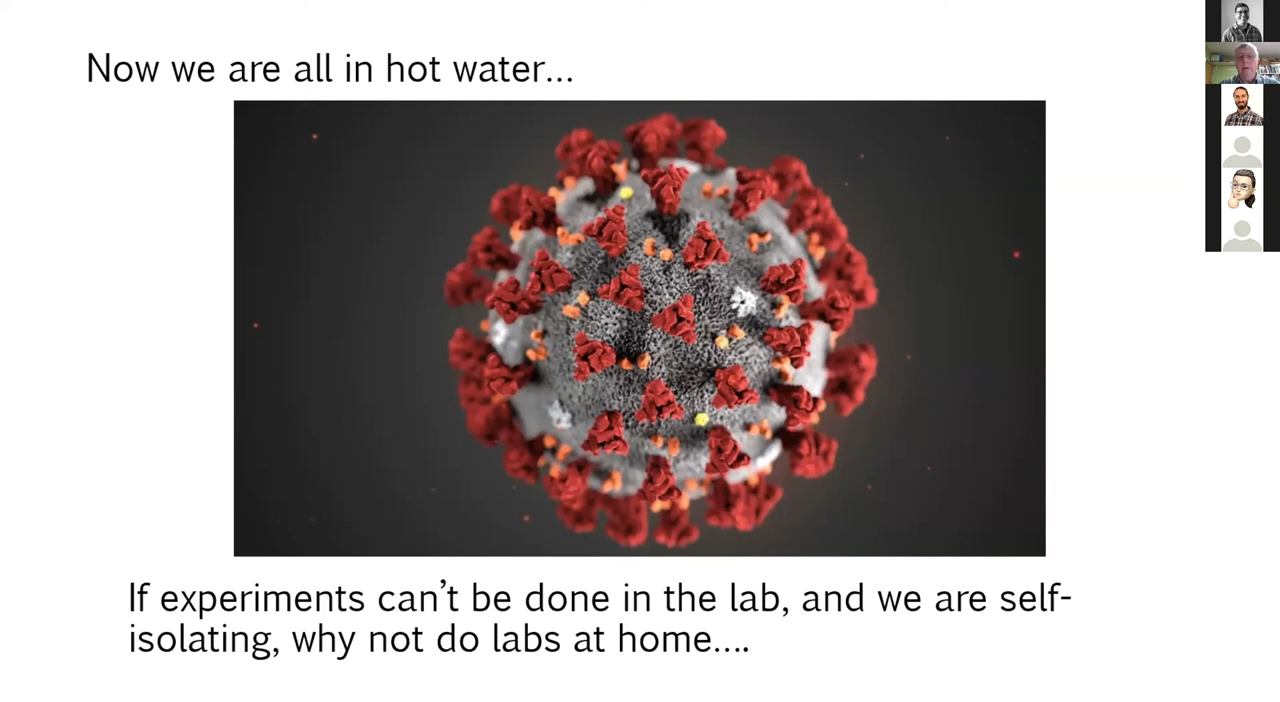 Now we are all in hot water...
If experiments can’t be done in the lab, and we are self-
isolating, why not do labs at home....